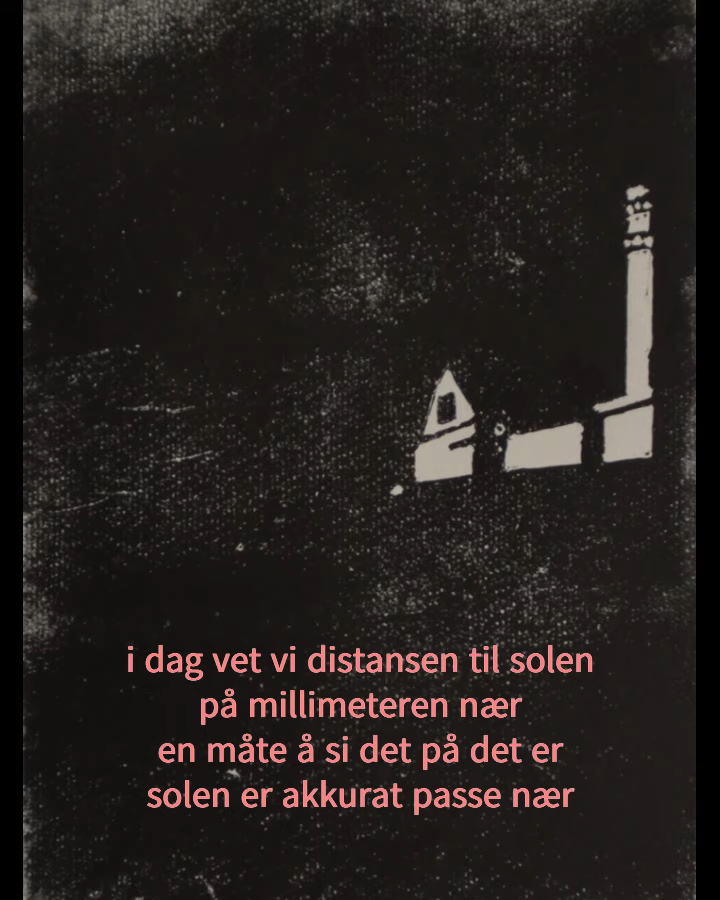 i dag vet vi distansen til solen
på millimeteren nær
en måte å si det på det er
solen er akkurat passe nær